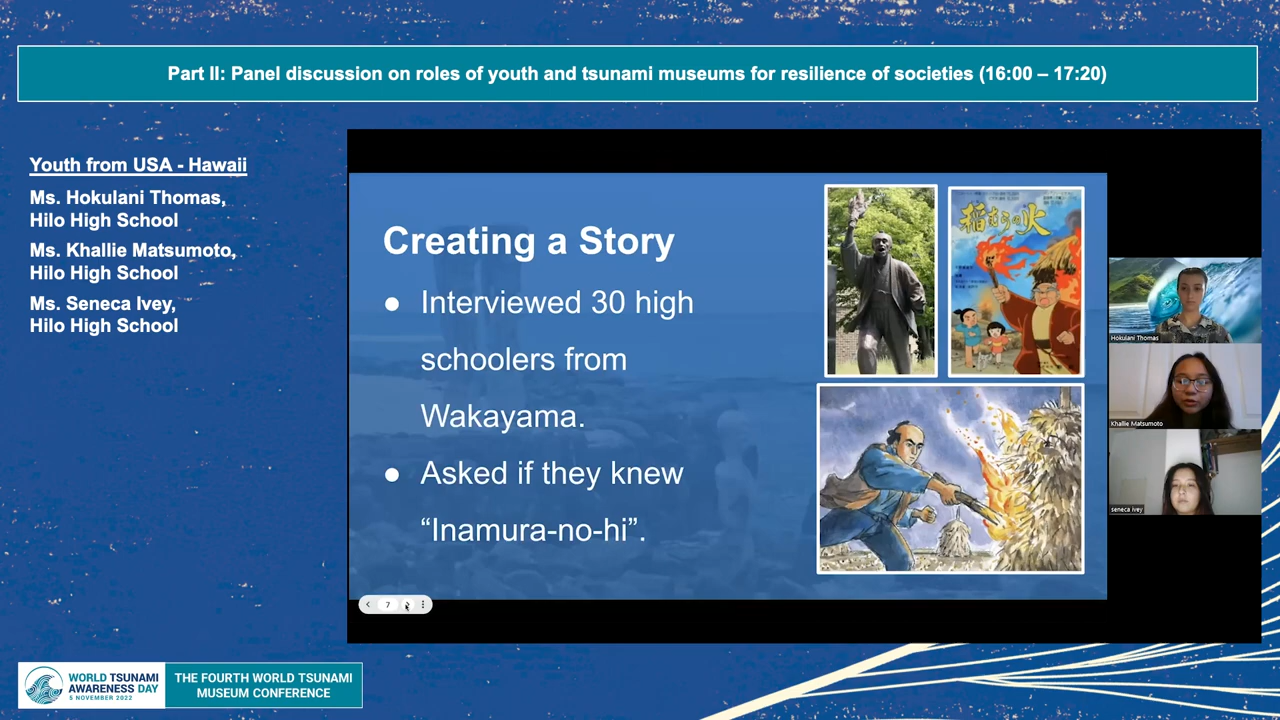 Part II: Panel discussion on roles of youth and tsunami museums for resilience of societies (16:00 – 17:20)
Youth from USA - Hawaii
Ms. Hokulani Thomas,
Hilo High School
Ms. Khallie Matsumoto,
Hilo High School
Ms. Seneca Ivey,
Hilo High School
Creating a Story
● Interviewed 30 high
schoolers from
Wakayama.
● Asked if they knew
“Inamura-no-hi”.
稲むらの火
Hokulani Thomas
Khallie Matsumoto
seneca ivey
7
WORLD TSUNAMI
AWARENESS DAY
5 NOVEMBER 2022
THE FOURTH WORLD TSUNAMI
MUSEUM CONFERENCE